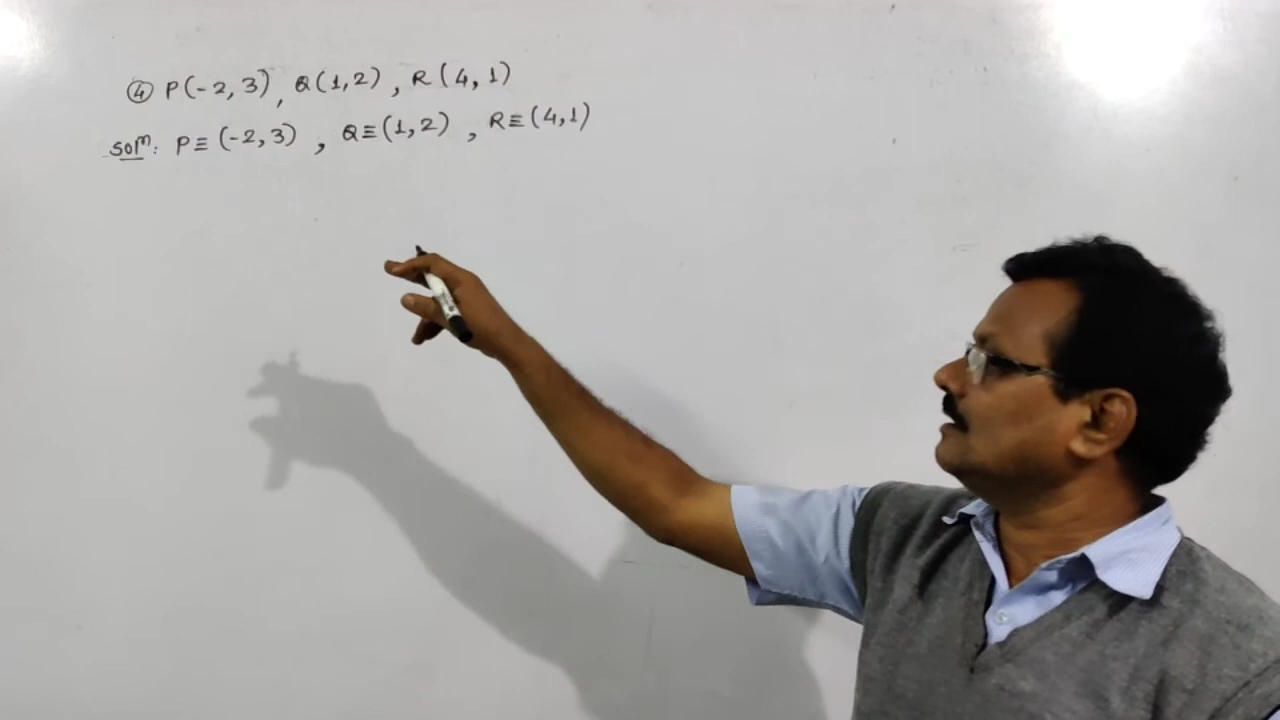 ④ P(-2,3), Q(1,2), R(4,1)
Solⁿ: P≡(-2,3), Q≡(1,2), R≡(4,1)